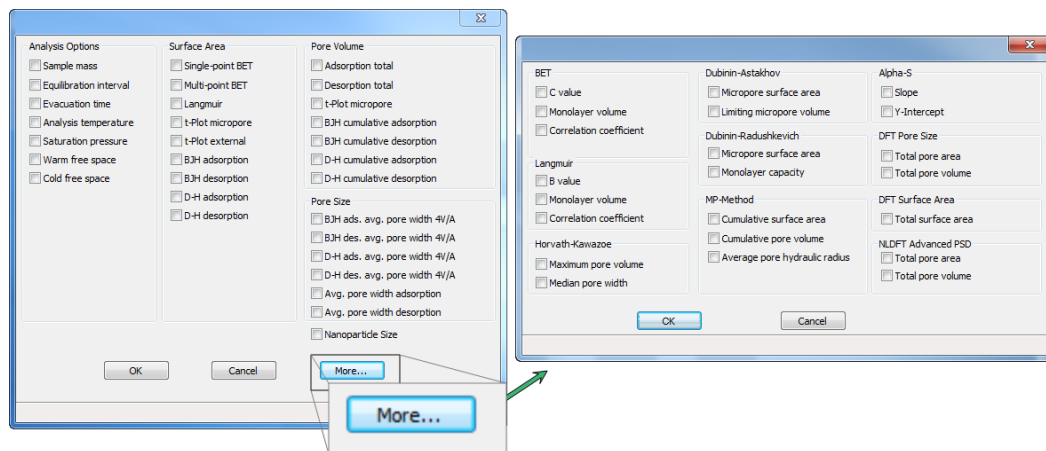 Analysis Options
Sample mass
Equilibration interval
Evacuation time
Analysis temperature
Saturation pressure
Warm free space
Cold free space
Surface Area
Single-point BET
Multi-point BET
Langmuir
t-Plot micropore
t-Plot external
BJH adsorption
BJH desorption
D-H adsorption
D-H desorption
Pore Volume
Adsorption total
Desorption total
t-Plot micropore
BJH cumulative adsorption
BJH cumulative desorption
D-H cumulative adsorption
D-H cumulative desorption
Pore Size
BJH ads. avg. pore width 4V/A
BJH des. avg. pore width 4V/A
D-H ads. avg. pore width 4V/A
D-H des. avg. pore width 4V/A
Avg. pore width adsorption
Avg. pore width desorption
Nanoparticle Size
OK
Cancel
More...
More...
BET
C value
Monolayer volume
Correlation coefficient
Langmuir
B value
Monolayer volume
Correlation coefficient
Horvath-Kawazoe
Maximum pore volume
Median pore width
Dubinin-Astakhov
Micropore surface area
Limiting micropore volume
Dubinin-Radushkevich
Micropore surface area
Monolayer capacity
MP-Method
Cumulative surface area
Cumulative pore volume
Average pore hydraulic radius
Alpha-S
Slope
Y-Intercept
DFT Pore Size
Total pore area
Total pore volume
DFT Surface Area
Total surface area
NLDFT Advanced PSD
Total pore area
Total pore volume
OK
Cancel